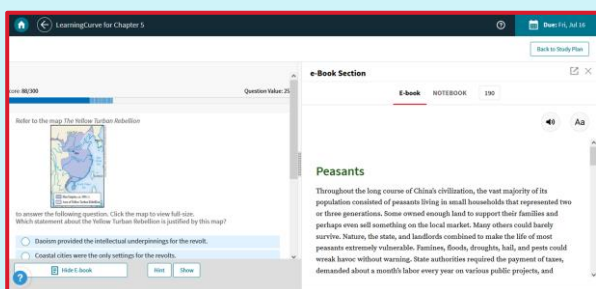 LearningCurve for Chapter 5
Due: Fri, Jul 16
Back to Study Plan
core: 88/300
Question Value: 25
Refer to the map The Yellow Turban Rebellion
to answer the following question. Click the map to view full-size.
Which statement about the Yellow Turban Rebellion is justified by this map?
Daoism provided the intellectual underpinnings for the revolt.
Coastal cities were the only settings for the revolts.
Hide E-book
Hint
Show
?
e-Book Section
E-book
NOTEBOOK
190
Aa
Peasants
Throughout the long course of China's civilization, the vast majority of its
population consisted of peasants living in small households that represented two
or three generations. Some owned enough land to support their families and
perhaps even sell something on the local market. Many others could barely
survive. Nature, the state, and landlords combined to make the life of most
peasants extremely vulnerable. Famines, floods, droughts, hail, and pests could
wreak havoc without warning. State authorities required the payment of taxes,
demanded about a month's labor every year on various public projects, and